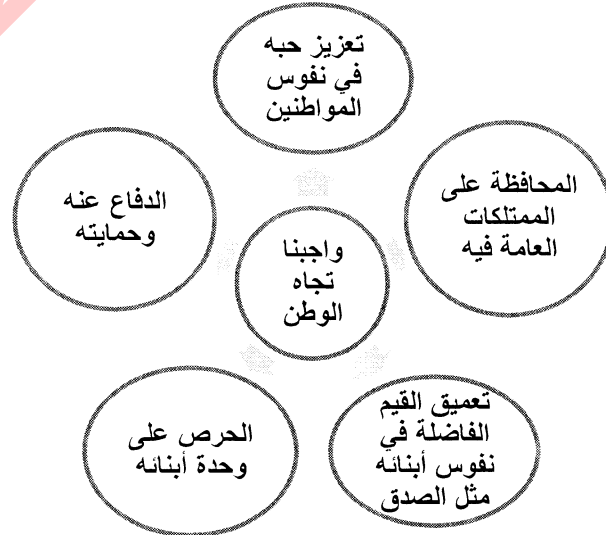 تعزيز حبه
في نفوس
المواطنين
المحافظة على
الممتلكات
العامة فيه
الدفاع عنه
وحمايته
واجبنا
تجاه
الوطن
تعميق القيم
الفاضلة في
نفوس أبنائه
مثل الصدق
الحرص على
وحدة أبنائه